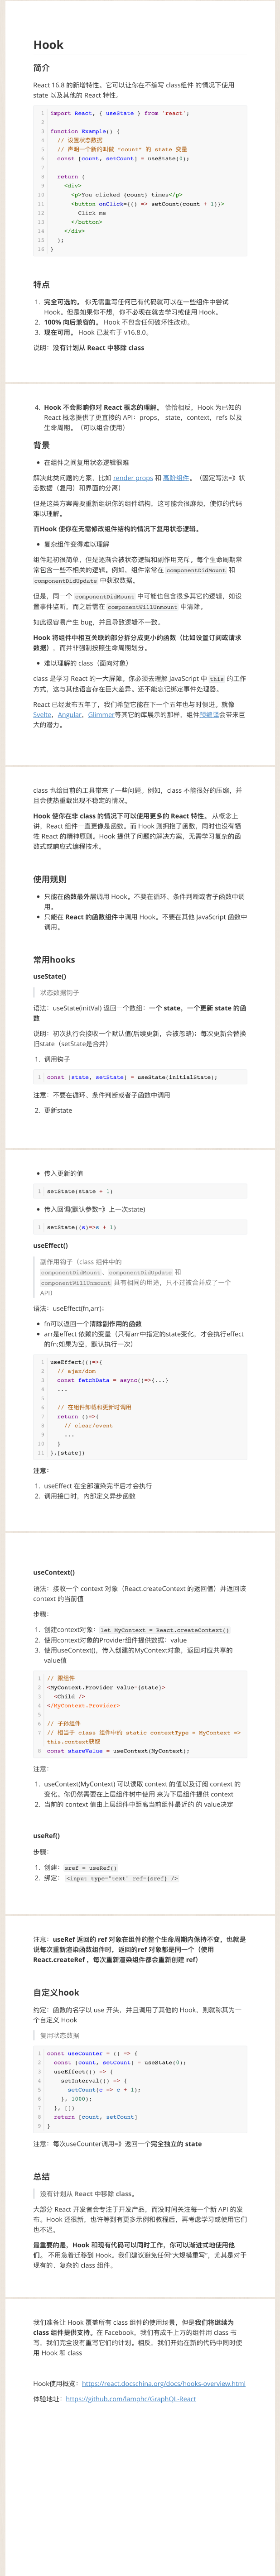 Hook
简介
React 16.8 的新增特性。它可以让你在不编写 class组件 的情况下使用
state 以及其他的 React 特性。
1 import React, { useState } from 'react';
2
3 function Example() {
4 // 设置状态数据
5 // 声明一个新的叫做 “count” 的 state 变量
6 const [count, setCount] = useState(0);
7
8 return (
9 <div>
10 <p>You clicked {count} times</p>
11 <button onClick={() => setCount(count + 1)}>
12 Click me
13 </button>
14 </div>
15 );
16 }
特点
1. 完全可选的。 你无需重写任何已有代码就可以在一些组件中尝试
Hook。但是如果你不想，你不必现在就去学习或使用 Hook。
2. 100% 向后兼容的。 Hook 不包含任何破坏性改动。
3. 现在可用。 Hook 已发布于 v16.8.0。
说明：没有计划从 React 中移除 class
4. Hook 不会影响你对 React 概念的理解。 恰恰相反，Hook 为已知的
React 概念提供了更直接的 API：props， state，context，refs 以及
生命周期。（可以组合使用）
背景
在组件之间复用状态逻辑很难
解决此类问题的方案，比如 render props 和 高阶组件。（固定写法=》状
态数据（复用）和界面的分离）
但是这类方案需要重新组织你的组件结构，这可能会很麻烦，使你的代码
难以理解。
而Hook 使你在无需修改组件结构的情况下复用状态逻辑。
复杂组件变得难以理解
组件起初很简单，但是逐渐会被状态逻辑和副作用充斥。每个生命周期常
常包含一些不相关的逻辑。例如，组件常常在 componentDidMount 和
componentDidUpdate 中获取数据。
但是，同一个 componentDidMount 中可能也包含很多其它的逻辑，如设
置事件监听，而之后需在 componentWillUnmount 中清除。
如此很容易产生 bug，并且导致逻辑不一致。
Hook 将组件中相互关联的部分拆分成更小的函数（比如设置订阅或请求
数据），而并非强制按照生命周期划分。
难以理解的 class（面向对象）
class 是学习 React 的一大屏障。你必须去理解 JavaScript 中 this 的工作
方式，这与其他语言存在巨大差异。还不能忘记绑定事件处理器。
React 已经发布五年了，我们希望它能在下一个五年也与时俱进。就像
Svelte，Angular，Glimmer等其它的库展示的那样，组件预编译会带来巨
大的潜力。
class 也给目前的工具带来了一些问题。例如，class 不能很好的压缩，并
且会使热重载出现不稳定的情况。
Hook 使你在非 class 的情况下可以使用更多的 React 特性。 从概念上
讲，React 组件一直更像是函数。而 Hook 则拥抱了函数，同时也没有牺
牲 React 的精神原则。Hook 提供了问题的解决方案，无需学习复杂的函
数式或响应式编程技术。
使用规则
只能在函数最外层调用 Hook。不要在循环、条件判断或者子函数中调
用。
只能在 React 的函数组件中调用 Hook。不要在其他 JavaScript 函数中
调用。
常用hooks
useState()
状态数据钩子
语法：useState(initVal) 返回一个数组：一个 state，一个更新 state 的函
数
说明：初次执行会接收一个默认值(后续更新，会被忽略)；每次更新会替换
旧state（setState是合并）
1. 调用钩子
1 const [state, setState] = useState(initialState);
注意：不要在循环、条件判断或者子函数中调用
2. 更新state
传入更新的值
1 setState(state + 1)
传入回调(默认参数=》上一次state)
1 setState((s)=>s + 1)
useEffect()
副作用钩子（class 组件中的
componentDidMount、componentDidUpdate 和
componentWillUnmount 具有相同的用途，只不过被合并成了一个
API）
语法：useEffect(fn,arr)；
fn可以返回一个清除副作用的函数
arr是effect 依赖的变量（只有arr中指定的state变化，才会执行effect
的fn;如果为空，默认执行一次）
1 useEffect(()=>{
2 // ajax/dom
3 const fetchData = async()=>{...}
4 ...
5
6 // 在组件卸载和更新时调用
7 return ()=>{
8 // clear/event
9 ...
10 }
11 },[state])
注意：
1. useEffect 在全部渲染完毕后才会执行
2. 调用接口时，内部定义异步函数
useContext()
语法：接收一个 context 对象（React.createContext 的返回值）并返回该
context 的当前值
步骤：
1. 创建context对象：let MyContext = React.createContext()
2. 使用context对象的Provider组件提供数据：value
3. 使用useContext()，传入创建的MyContext对象，返回对应共享的
value值
1 // 跟组件
2 <MyContext.Provider value={state}>
3 <Child />
4 </MyContext.Provider>
5
6 // 子孙组件
7 // 相当于 class 组件中的 static contextType = MyContext =>
this.context获取
8 const shareValue = useContext(MyContext);
注意：
1. useContext(MyContext) 可以读取 context 的值以及订阅 context 的
变化。你仍然需要在上层组件树中使用 来为下层组件提供 context
2. 当前的 context 值由上层组件中距离当前组件最近的 的 value决定
useRef()
步骤：
1. 创建：sref = useRef()
2. 绑定： <input type="text" ref={sref} />
注意：useRef 返回的 ref 对象在组件的整个生命周期内保持不变，也就是
说每次重新渲染函数组件时，返回的ref 对象都是同一个（使用
React.createRef ，每次重新渲染组件都会重新创建 ref）
自定义hook
约定：函数的名字以 use 开头，并且调用了其他的 Hook，则就称其为一
个自定义 Hook
复用状态数据
1 const useCounter = () => {
2 const [count, setCount] = useState(0);
3 useEffect(() => {
4 setInterval(() => {
5 setCount(c => c + 1);
6 }, 1000);
7 }, [])
8 return [count, setCount]
9 }
注意：每次useCounter调用=》返回一个完全独立的 state
总结
没有计划从 React 中移除 class。
大部分 React 开发者会专注于开发产品，而没时间关注每一个新 API 的发
布。Hook 还很新，也许等到有更多示例和教程后，再考虑学习或使用它们
也不迟。
最重要的是，Hook 和现有代码可以同时工作，你可以渐进式地使用他
们。 不用急着迁移到 Hook。我们建议避免任何“大规模重写”，尤其是对于
现有的、复杂的 class 组件。
我们准备让 Hook 覆盖所有 class 组件的使用场景，但是我们将继续为
class 组件提供支持。在 Facebook，我们有成千上万的组件用 class 书
写，我们完全没有重写它们的计划。相反，我们开始在新的代码中同时使
用 Hook 和 class
Hook使用概览：https://react.docschina.org/docs/hooks-overview.html
体验地址：https://github.com/lamphc/GraphQL-React